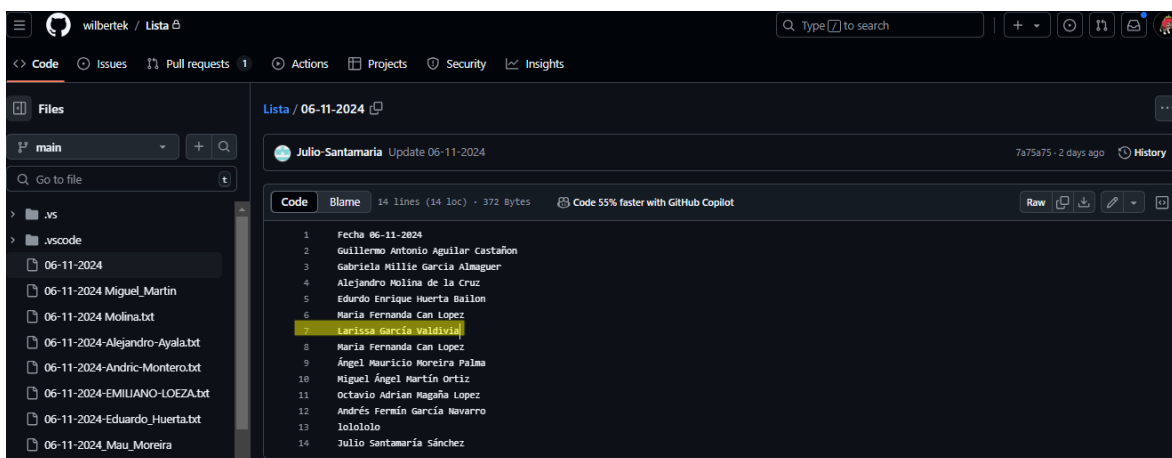 wilbertek / Lista
Type / to search
Code Issues Pull requests 1 Actions Projects Security Insights
Files
Lista / 06-11-2024
main
Julio-Santamaria Update 06-11-2024 7a75a75 · 2 days ago History
Go to file t
Code Blame 14 lines (14 loc) · 372 Bytes Code 55% faster with GitHub Copilot Raw
.vs
.vscode
06-11-2024
06-11-2024 Miguel_Martin
06-11-2024 Molina.txt
06-11-2024-Alejandro-Ayala.txt
06-11-2024-Andric-Montero.txt
06-11-2024-EMILIANO-LOEZA.txt
06-11-2024-Eduardo_Huerta.txt
06-11-2024_Mau_Moreira
1 Fecha 06-11-2024
2 Guillermo Antonio Aguilar Castañon
3 Gabriela Millie Garcia Almaguer
4 Alejandro Molina de la Cruz
5 Edurdo Enrique Huerta Bailon
6 Maria Fernanda Can Lopez
7 Larissa García Valdivia
8 Maria Fernanda Can Lopez
9 Ángel Mauricio Moreira Palma
10 Miguel Ángel Martín Ortiz
11 Octavio Adrian Magaña Lopez
12 Andrés Fermín García Navarro
13 lolololo
14 Julio Santamaría Sánchez